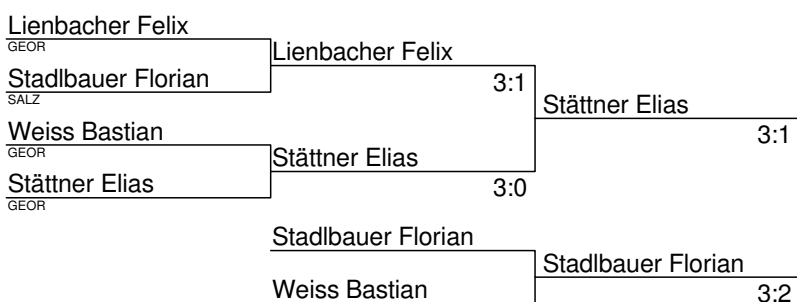 Lienbacher Felix
GEOR
Lienbacher Felix
Stadlbauer Florian
3:1
SALZ
Stättner Elias
Weiss Bastian
3:1
GEOR
Stättner Elias
Stättner Elias
3:0
GEOR
Stadlbauer Florian
Stadlbauer Florian
Weiss Bastian
3:2